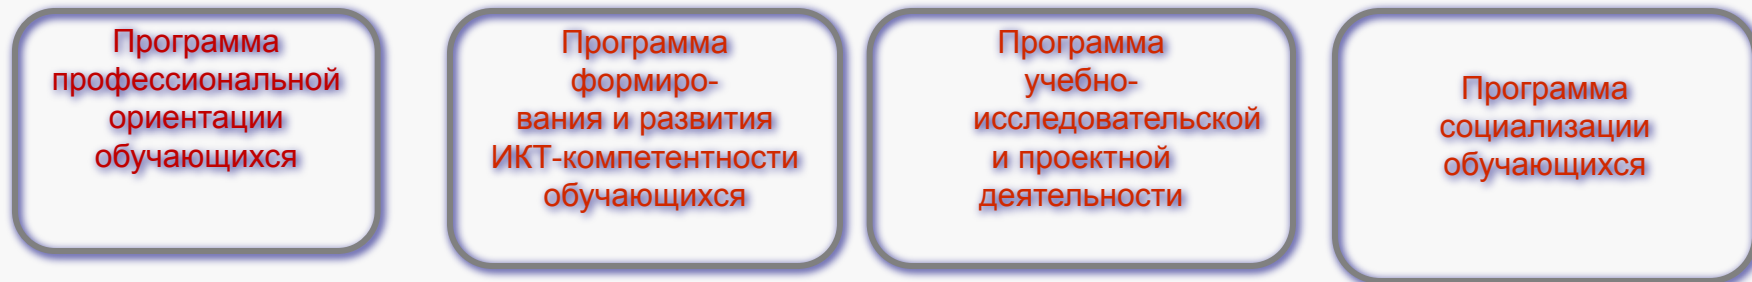 Программа
профессиональной
ориентации
обучающихся
Программа
формиро-
вания и развития
ИКТ-компетентности
обучающихся
Программа
учебно-
исследовательской
и проектной
деятельности
Программа
социализации
обучающихся